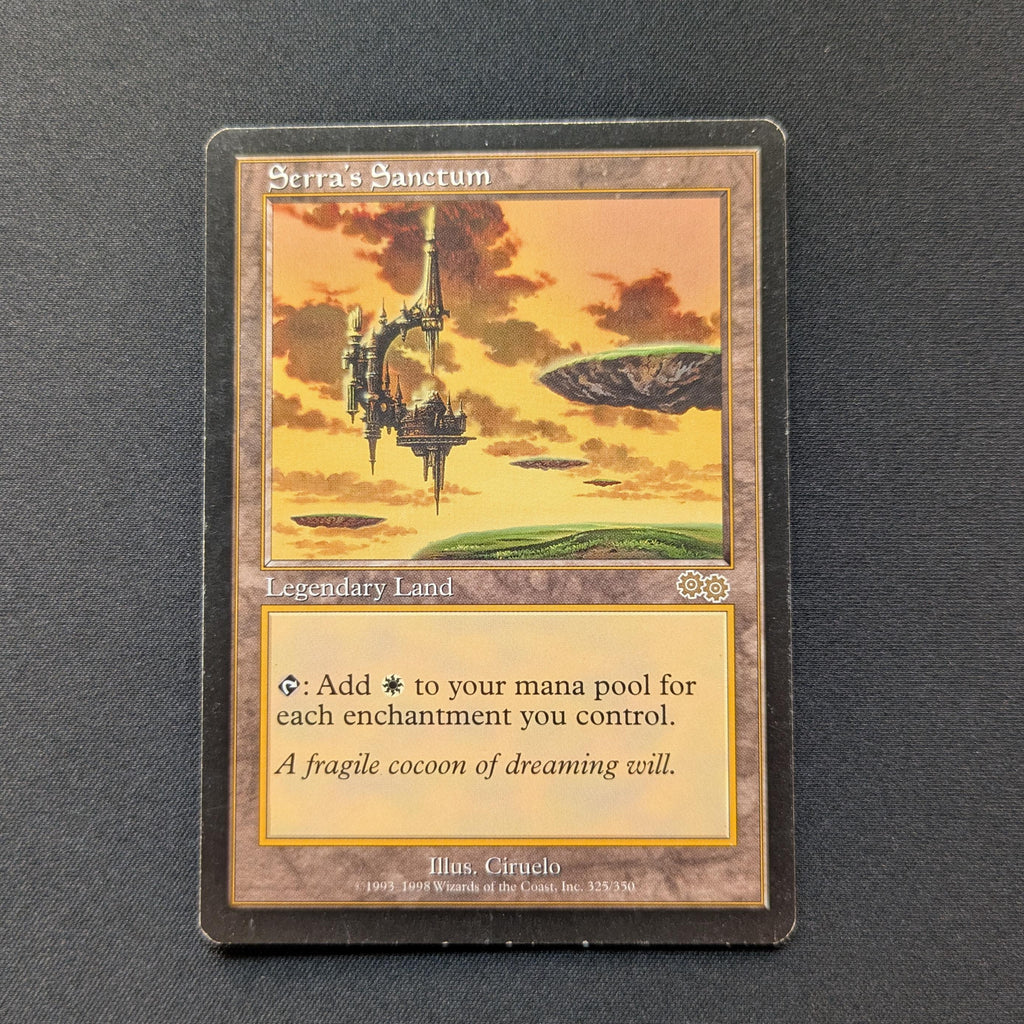 Serra's Sanctum
Legendary Land
: Add to your mana pool for
each enchantment you control.
A fragile cocoon of dreaming will.
Illus. Ciruelo
©1993-1998 Wizards of the Coast, Inc. 325/350